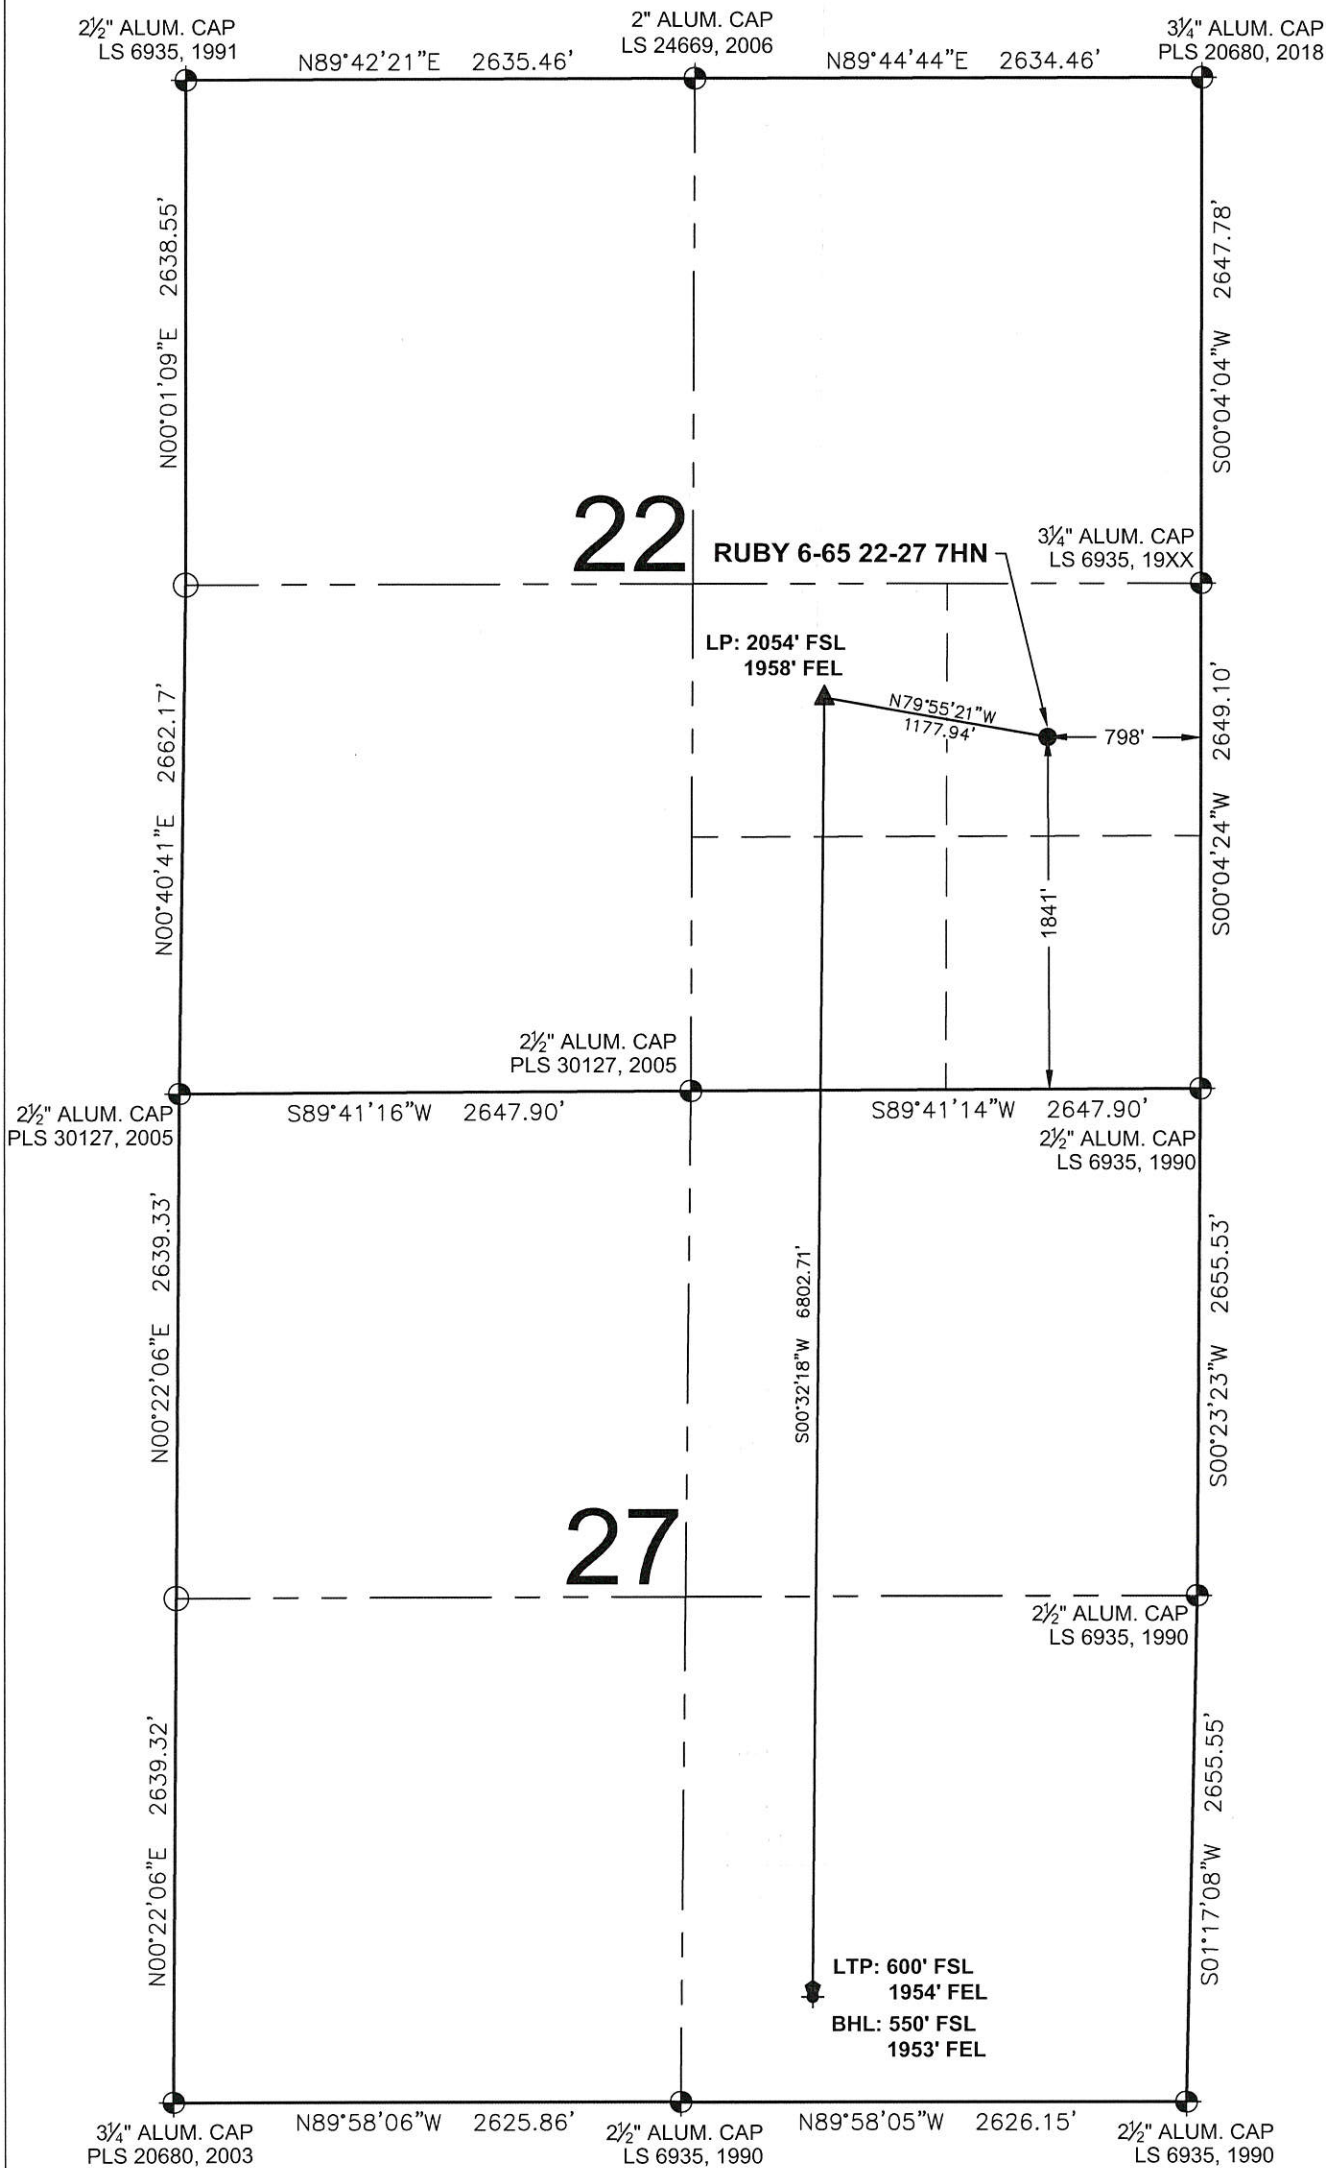 2½" ALUM. CAP
LS 6935, 1991
2" ALUM. CAP
LS 24669, 2006
3¼" ALUM. CAP
PLS 20680, 2018
N89°42'21"E 2635.46'
N89°44'44"E 2634.46'
N00°01'09"E 2638.55'
S00°04'04"W 2647.78'
22
RUBY 6-65 22-27 7HN
3¼" ALUM. CAP
LS 6935, 19XX
LP: 2054' FSL
1958' FEL
N79°55'21"W
1177.94'
798'
N00°40'41"E 2662.17'
S00°04'24"W 2649.10'
1841'
2½" ALUM. CAP
PLS 30127, 2005
2½" ALUM. CAP
PLS 30127, 2005
S89°41'16"W 2647.90'
S89°41'14"W 2647.90'
2½" ALUM. CAP
LS 6935, 1990
N00°22'06"E 2639.33'
S00°32'18"W 6802.71'
S00°23'23"W 2655.53'
27
2½" ALUM. CAP
LS 6935, 1990
N00°22'06"E 2639.32'
S01°17'08"W 2655.55'
LTP: 600' FSL
1954' FEL
BHL: 550' FSL
1953' FEL
N89°58'06"W 2625.86'
N89°58'05"W 2626.15'
3¼" ALUM. CAP
PLS 20680, 2003
2½" ALUM. CAP
LS 6935, 1990
2½" ALUM. CAP
LS 6935, 1990